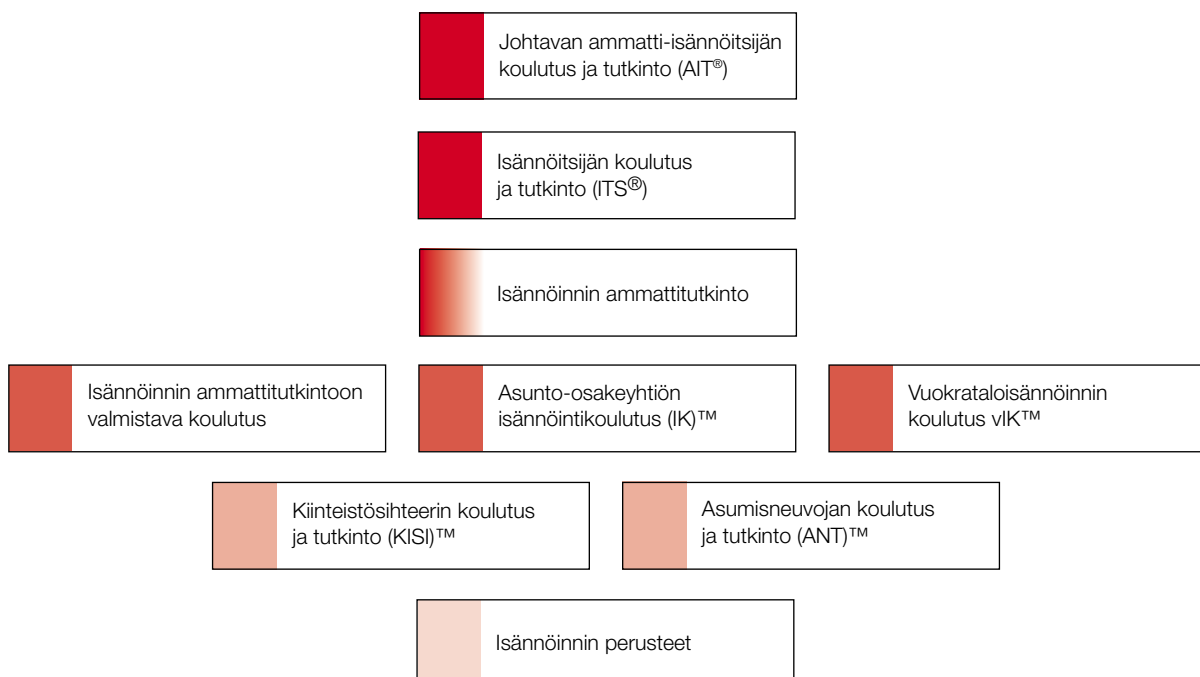 Johtavan ammatti-isännöitsijän
koulutus ja tutkinto (AIT®)
Isännöitsijän koulutus
ja tutkinto (ITS®)
Isännöinnin ammattitutkinto
Isännöinnin ammattitutkintoon
valmistava koulutus
Asunto-osakeyhtiön
isännöintikoulutus (IK)™
Vuokrataloisännöinnin
koulutus vIK™
Kiinteistösihteerin koulutus
ja tutkinto (KISI)™
Asumisneuvojan koulutus
ja tutkinto (ANT)™
Isännöinnin perusteet